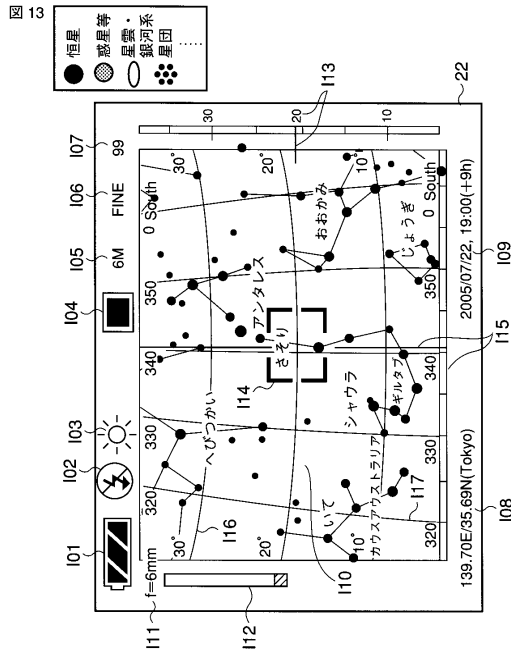 図 13
恒星
惑星等
星雲・
銀河系
星団
……
I01
I02
I03
I04
I05
I06
I07
6M
FINE
99
I11
f=6mm
320
330
340
350
0 South
30°
30°
30
I13
へびつかい
アンタレス
I16
20°
20°
20
I14
さそり
おおかみ
I12
I10
シャウラ
いて
10°
10°
10
ギルタブ
じょうぎ
カウスアウストラリア
I17
320
330
340
350
0 South
I15
139.70E/35.69N(Tokyo)
2005/07/22, 19:00(+9h)
22
I08
I09